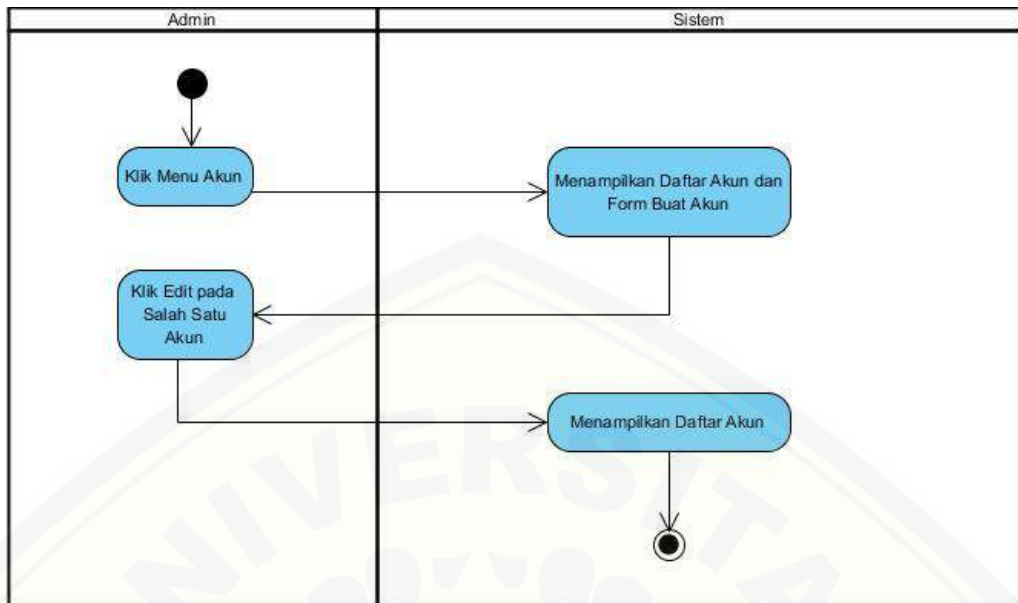 Admin
Sistem
Klik Menu Akun
Menampilkan Daftar Akun dan
Form Buat Akun
Klik Edit pada
Salah Satu
Akun
Menampilkan Daftar Akun
NIVERSITA